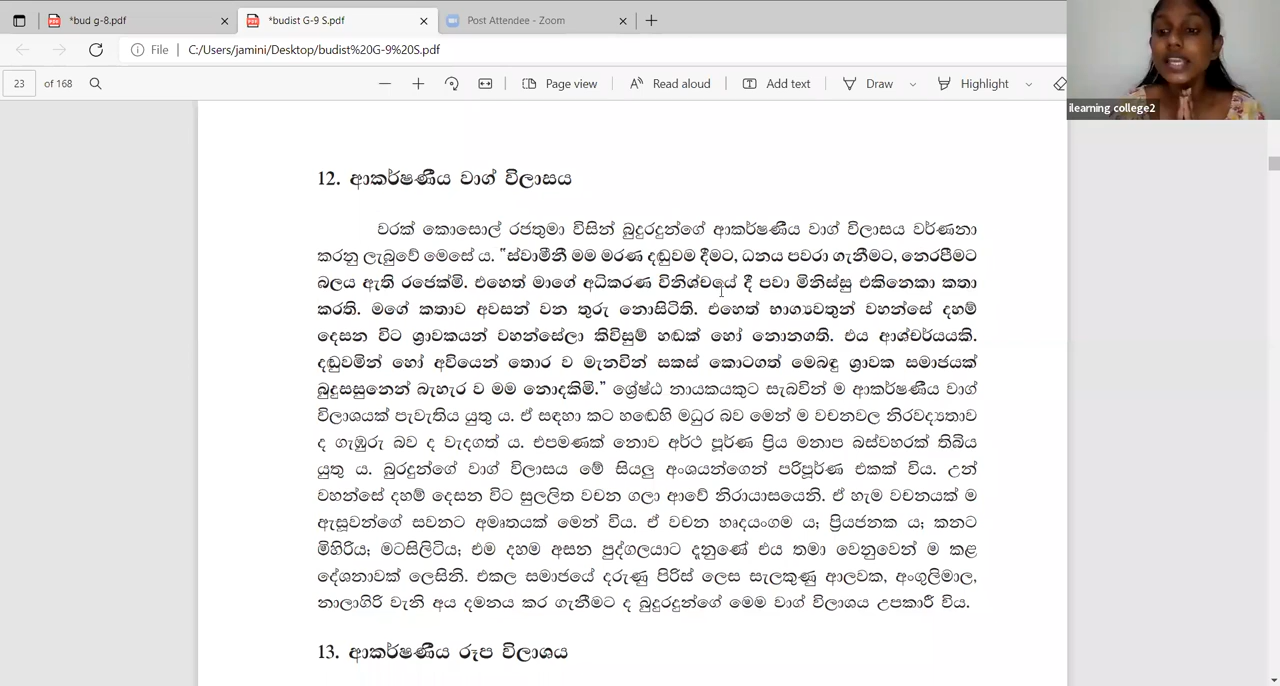 *bud g-8.pdf
*budist G-9 S.pdf
Post Attendee - Zoom
File
C:/Users/jamini/Desktop/budist%20G-9%20S.pdf
23 of 168
Page view
Read aloud
Add text
Draw
Highlight
ilearning college2
12. ආකර්ෂණීය වාග් විලාසය
වරක් කොසොල් රජතුමා විසින් බුදුරදුන්ගේ ආකර්ෂණීය වාග් විලාසය වර්ණනා
කරනු ලැබුවේ මෙසේ ය. “ස්වාමීනී මම මරණ දඬුවම දීමට, ධනය පවරා ගැනීමට, නෙරපීමට
බලය ඇති රජෙක්මි. එහෙත් මාගේ අධිකරණ විනිශ්චයේ දී පවා මිනිස්සු එකිනෙකා කතා
කරති. මගේ කතාව අවසන් වන තුරු නොසිටිති. එහෙත් භාග්‍යවතුන් වහන්සේ දහම්
දෙසන විට ශ්‍රාවකයන් වහන්සේලා කිවිසුම් හඬක් හෝ නොනගති. එය ආශ්චර්යයකි.
දඬුවමින් හෝ අවියෙන් තොර ව මැනවින් සකස් කොටගත් මෙබඳු ශ්‍රාවක සමාජයක්
බුදුසසුනෙන් බැහැර ව මම නොදකිමි.” ශ්‍රේෂ්ඨ නායකයකුට සැබවින් ම ආකර්ෂණීය වාග්
විලාශයක් පැවැතිය යුතු ය. ඒ සඳහා කට හඬෙහි මධුර බව මෙන් ම වචනවල නිරවද්‍යතාව
ද ගැඹුරු බව ද වැදගත් ය. එපමණක් නොව අර්ථ පූර්ණ ප්‍රිය මනාප බස්වහරක් තිබිය
යුතු ය. බුරදුන්ගේ වාග් විලාසය මේ සියලු අංශයන්ගෙන් පරිපූර්ණ එකක් විය. උන්
වහන්සේ දහම් දෙසන විට සුලලිත වචන ගලා ආවේ නිරායාසයෙනි. ඒ හැම වචනයක් ම
ඇසූවන්ගේ සවනට අමෘතයක් මෙන් විය. ඒ වචන හෘදයංගම ය; ප්‍රියජනක ය; කනට
මිහිරිය; මටසිලිටිය; එම දහම අසන පුද්ගලයාට දැනුණේ එය තමා වෙනුවෙන් ම කළ
දේශනාවක් ලෙසිනි. එකල සමාජයේ දරුණු පිරිස් ලෙස සැලකුණු ආලවක, අංගුලිමාල,
නාලාගිරි වැනි අය දමනය කර ගැනීමට ද බුදුරදුන්ගේ මෙම වාග් විලාශය උපකාරී විය.
13. ආකර්ෂණීය රූප විලාශය